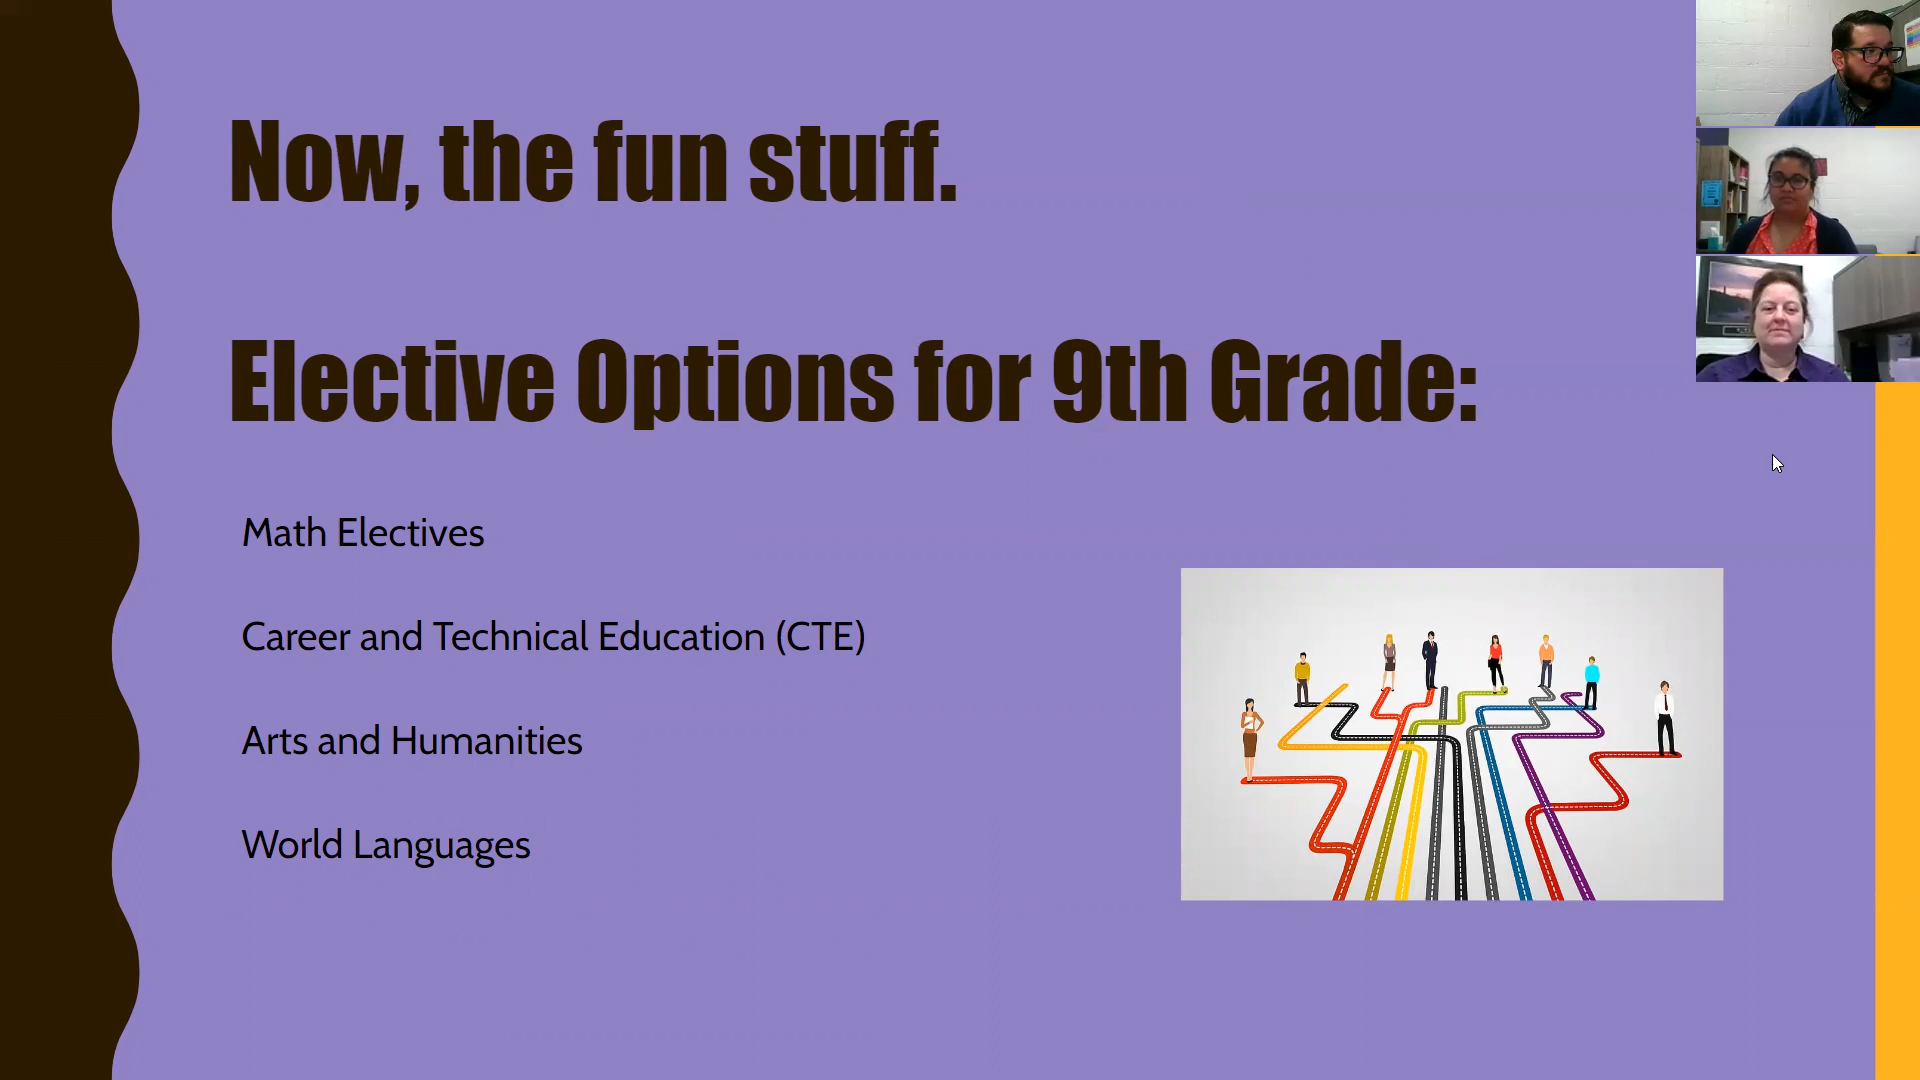 Now, the fun stuff.
Elective Options for 9th Grade:
Math Electives
Career and Technical Education (CTE)
Arts and Humanities
World Languages